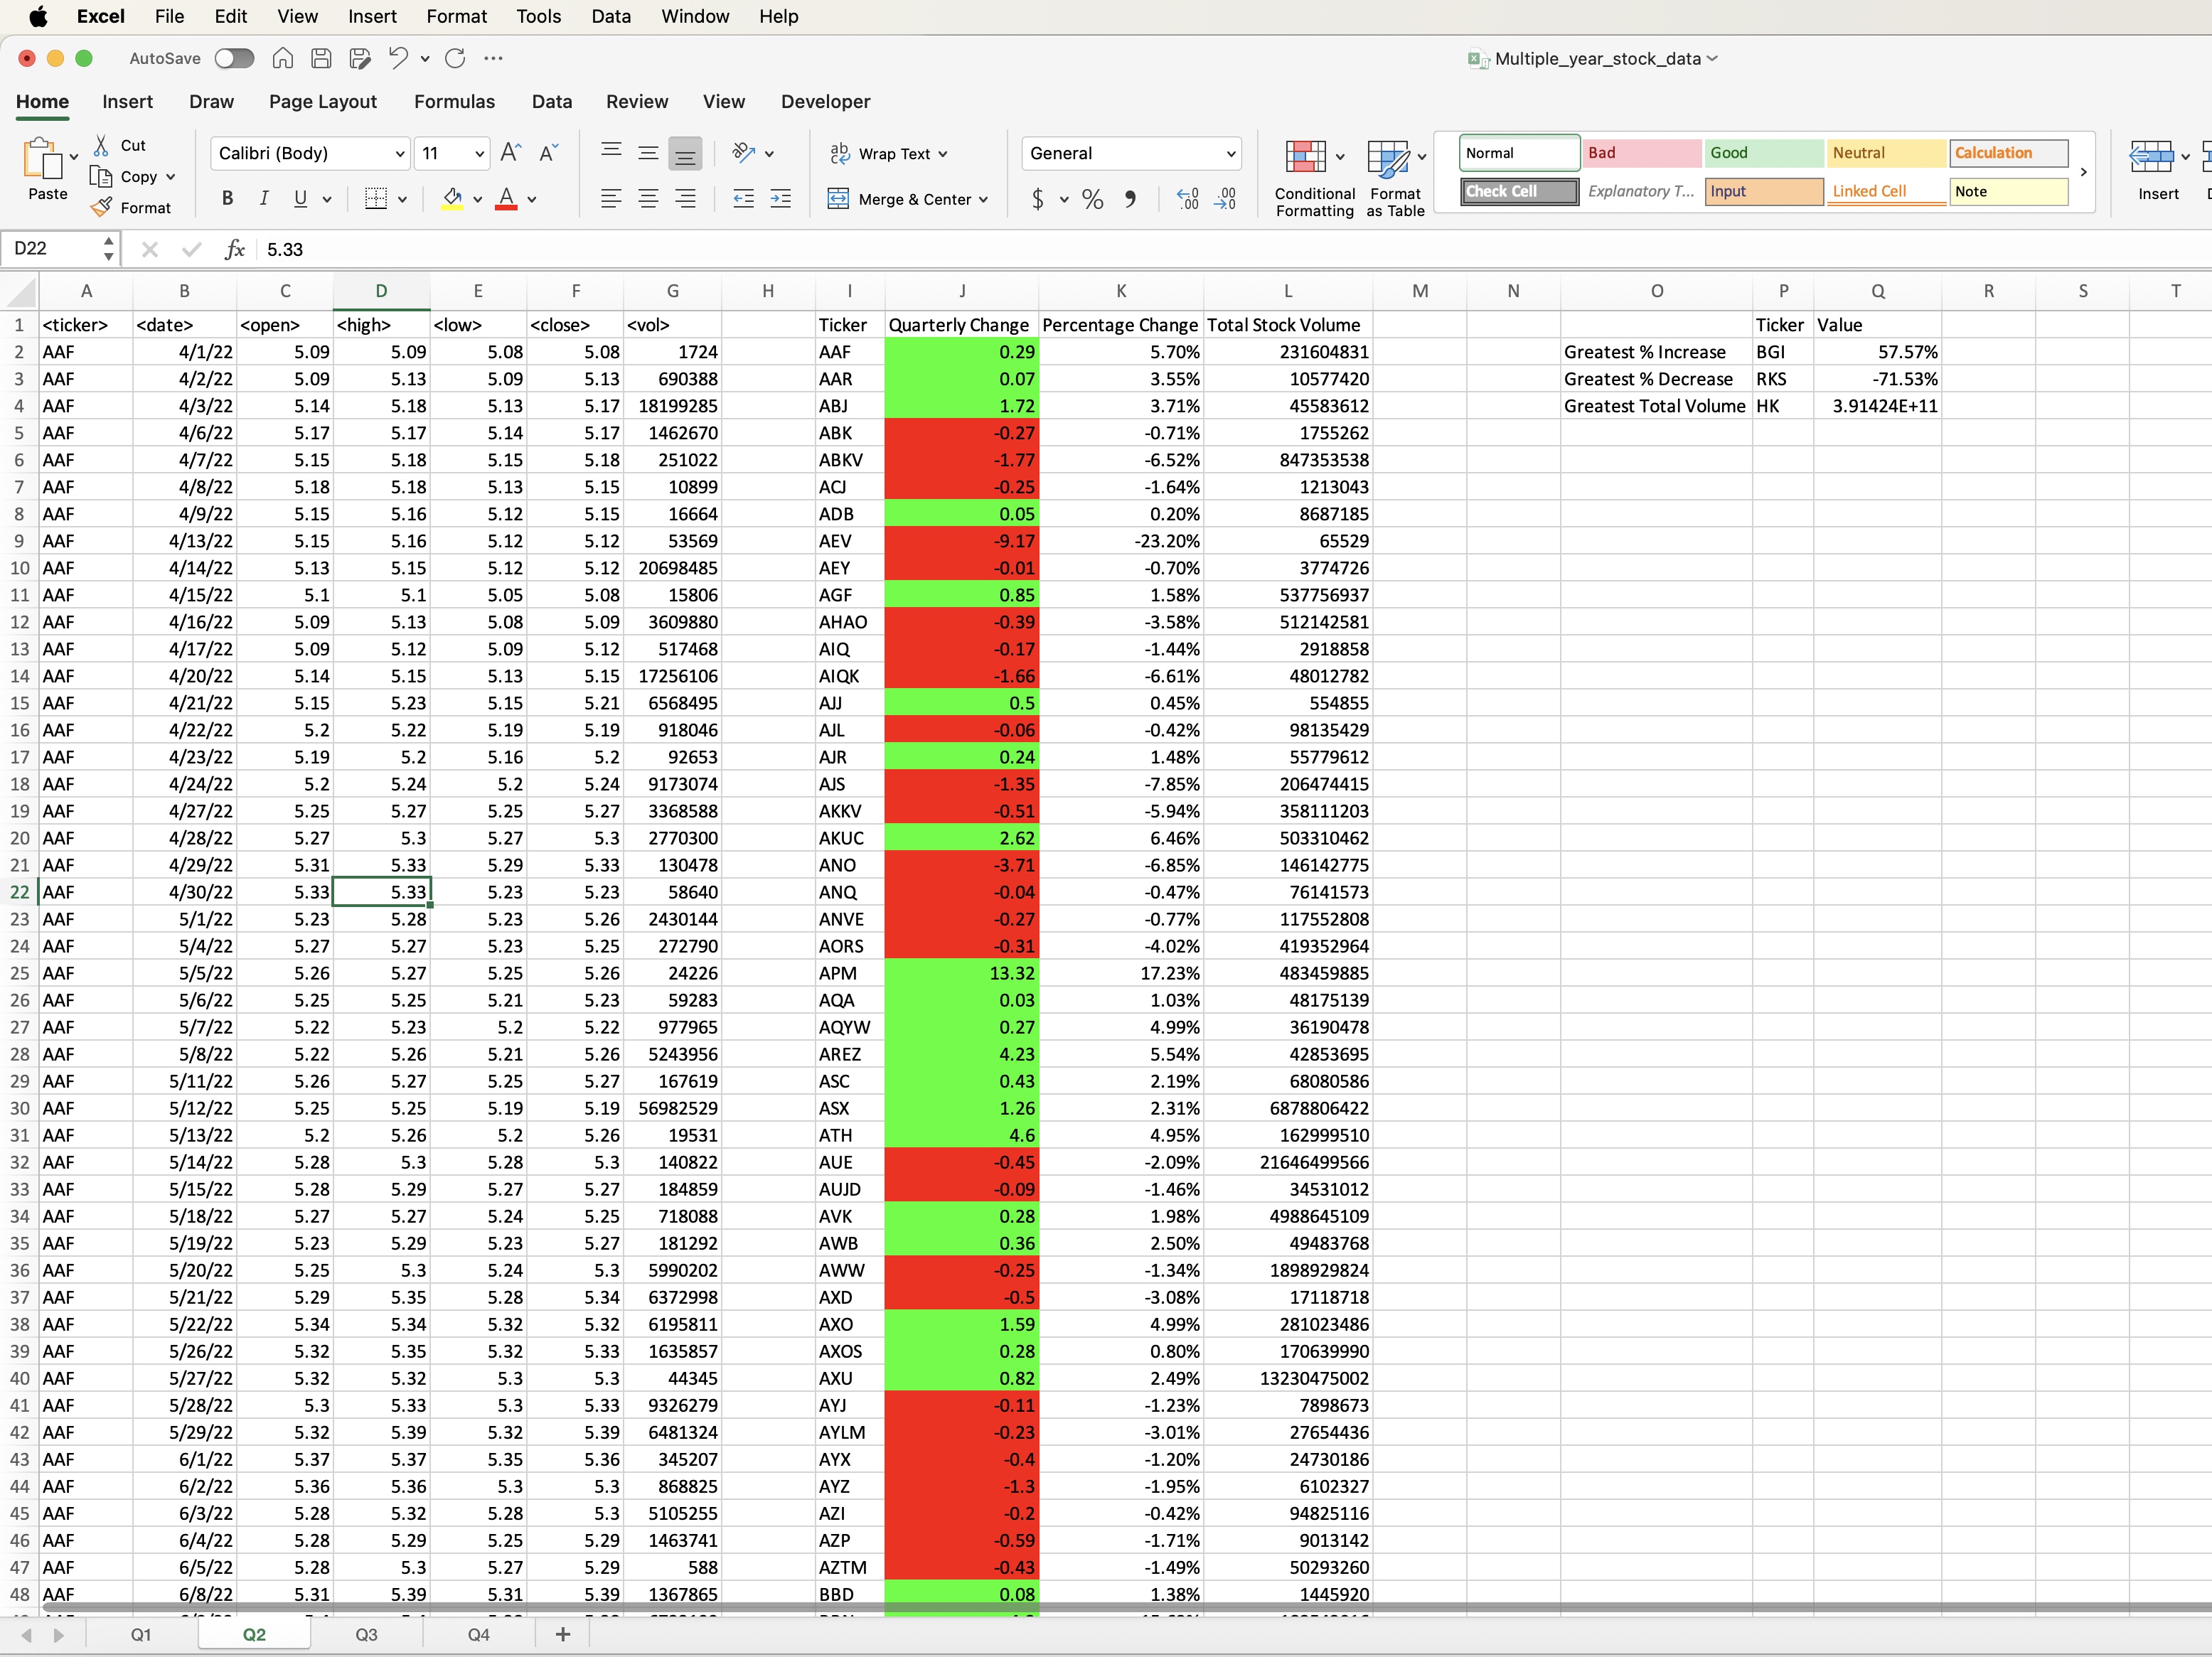 Excel File Edit View Insert Format Tools Data Window Help
AutoSave Multiple_year_stock_data
Home Insert Draw Page Layout Formulas Data Review View Developer
Paste Cut Copy Format
Calibri (Body) 11 A A
B I U A
ab Wrap Text
Merge & Center
General
$ % .00
Conditional Formatting
Format as Table
Normal Bad Good Neutral Calculation
Check Cell Explanatory T... Input Linked Cell Note
Insert
D22 fx 5.33
A B C D E F G H I J K L M N O P Q R S T
1 <ticker> <date> <open> <high> <low> <close> <vol> Ticker Quarterly Change Percentage Change Total Stock Volume Ticker Value
2 AAF 4/1/22 5.09 5.09 5.08 5.08 1724 AAF 0.29 5.70% 231604831 Greatest % Increase BGI 57.57%
3 AAF 4/2/22 5.09 5.13 5.09 5.13 690388 AAR 0.07 3.55% 10577420 Greatest % Decrease RKS -71.53%
4 AAF 4/3/22 5.14 5.18 5.13 5.17 18199285 ABJ 1.72 3.71% 45583612 Greatest Total Volume HK 3.91424E+11
5 AAF 4/6/22 5.17 5.17 5.14 5.17 1462670 ABK -0.27 -0.71% 1755262
6 AAF 4/7/22 5.15 5.18 5.15 5.18 251022 ABKV -1.77 -6.52% 847353538
7 AAF 4/8/22 5.18 5.18 5.13 5.15 10899 ACJ -0.25 -1.64% 1213043
8 AAF 4/9/22 5.15 5.16 5.12 5.15 16664 ADB 0.05 0.20% 8687185
9 AAF 4/13/22 5.15 5.16 5.12 5.12 53569 AEV -9.17 -23.20% 65529
10 AAF 4/14/22 5.13 5.15 5.12 5.12 20698485 AEY -0.01 -0.70% 3774726
11 AAF 4/15/22 5.1 5.1 5.05 5.08 15806 AGF 0.85 1.58% 537756937
12 AAF 4/16/22 5.09 5.13 5.08 5.09 3609880 AHAO -0.39 -3.58% 512142581
13 AAF 4/17/22 5.09 5.12 5.09 5.12 517468 AIQ -0.17 -1.44% 2918858
14 AAF 4/20/22 5.14 5.15 5.13 5.15 17256106 AIQK -1.66 -6.61% 48012782
15 AAF 4/21/22 5.15 5.23 5.15 5.21 6568495 AJJ 0.5 0.45% 554855
16 AAF 4/22/22 5.2 5.22 5.19 5.19 918046 AJL -0.06 -0.42% 98135429
17 AAF 4/23/22 5.19 5.2 5.16 5.2 92653 AJR 0.24 1.48% 55779612
18 AAF 4/24/22 5.2 5.24 5.2 5.24 9173074 AJS -1.35 -7.85% 206474415
19 AAF 4/27/22 5.25 5.27 5.25 5.27 3368588 AKKV -0.51 -5.94% 358111203
20 AAF 4/28/22 5.27 5.3 5.27 5.3 2770300 AKUC 2.62 6.46% 503310462
21 AAF 4/29/22 5.31 5.33 5.29 5.33 130478 ANO -3.71 -6.85% 146142775
22 AAF 4/30/22 5.33 5.33 5.23 5.23 58640 ANQ -0.04 -0.47% 76141573
23 AAF 5/1/22 5.23 5.28 5.23 5.26 2430144 ANVE -0.27 -0.77% 117552808
24 AAF 5/4/22 5.27 5.27 5.23 5.25 272790 AORS -0.31 -4.02% 419352964
25 AAF 5/5/22 5.26 5.27 5.25 5.26 24226 APM 13.32 17.23% 483459885
26 AAF 5/6/22 5.25 5.25 5.21 5.23 59283 AQA 0.03 1.03% 48175139
27 AAF 5/7/22 5.22 5.23 5.2 5.22 977965 AQYW 0.27 4.99% 36190478
28 AAF 5/8/22 5.22 5.26 5.21 5.26 5243956 AREZ 4.23 5.54% 42853695
29 AAF 5/11/22 5.26 5.27 5.25 5.27 167619 ASC 0.43 2.19% 68080586
30 AAF 5/12/22 5.25 5.25 5.19 5.19 56982529 ASX 1.26 2.31% 6878806422
31 AAF 5/13/22 5.2 5.26 5.2 5.26 19531 ATH 4.6 4.95% 162999510
32 AAF 5/14/22 5.28 5.3 5.28 5.3 140822 AUE -0.45 -2.09% 21646499566
33 AAF 5/15/22 5.28 5.29 5.27 5.27 184859 AUJD -0.09 -1.46% 34531012
34 AAF 5/18/22 5.27 5.27 5.24 5.25 718088 AVK 0.28 1.98% 4988645109
35 AAF 5/19/22 5.23 5.29 5.23 5.27 181292 AWB 0.36 2.50% 49483768
36 AAF 5/20/22 5.25 5.3 5.24 5.3 5990202 AWW -0.25 -1.34% 1898929824
37 AAF 5/21/22 5.29 5.35 5.28 5.34 6372998 AXD -0.5 -3.08% 17118718
38 AAF 5/22/22 5.34 5.34 5.32 5.32 6195811 AXO 1.59 4.99% 281023486
39 AAF 5/26/22 5.32 5.35 5.32 5.33 1635857 AXOS 0.28 0.80% 170639990
40 AAF 5/27/22 5.32 5.32 5.3 5.3 44345 AXU 0.82 2.49% 13230475002
41 AAF 5/28/22 5.3 5.33 5.3 5.33 9326279 AYJ -0.11 -1.23% 7898673
42 AAF 5/29/22 5.32 5.39 5.32 5.39 6481324 AYLM -0.23 -3.01% 27654436
43 AAF 6/1/22 5.37 5.37 5.35 5.36 345207 AYX -0.4 -1.20% 24730186
44 AAF 6/2/22 5.36 5.36 5.3 5.3 868825 AYZ -1.3 -1.95% 6102327
45 AAF 6/3/22 5.28 5.32 5.28 5.3 5105255 AZI -0.2 -0.42% 94825116
46 AAF 6/4/22 5.28 5.29 5.25 5.29 1463741 AZP -0.59 -1.71% 9013142
47 AAF 6/5/22 5.28 5.3 5.27 5.29 588 AZTM -0.43 -1.49% 50293260
48 AAF 6/8/22 5.31 5.39 5.31 5.39 1367865 BBD 0.08 1.38% 1445920
Q1 Q2 Q3 Q4